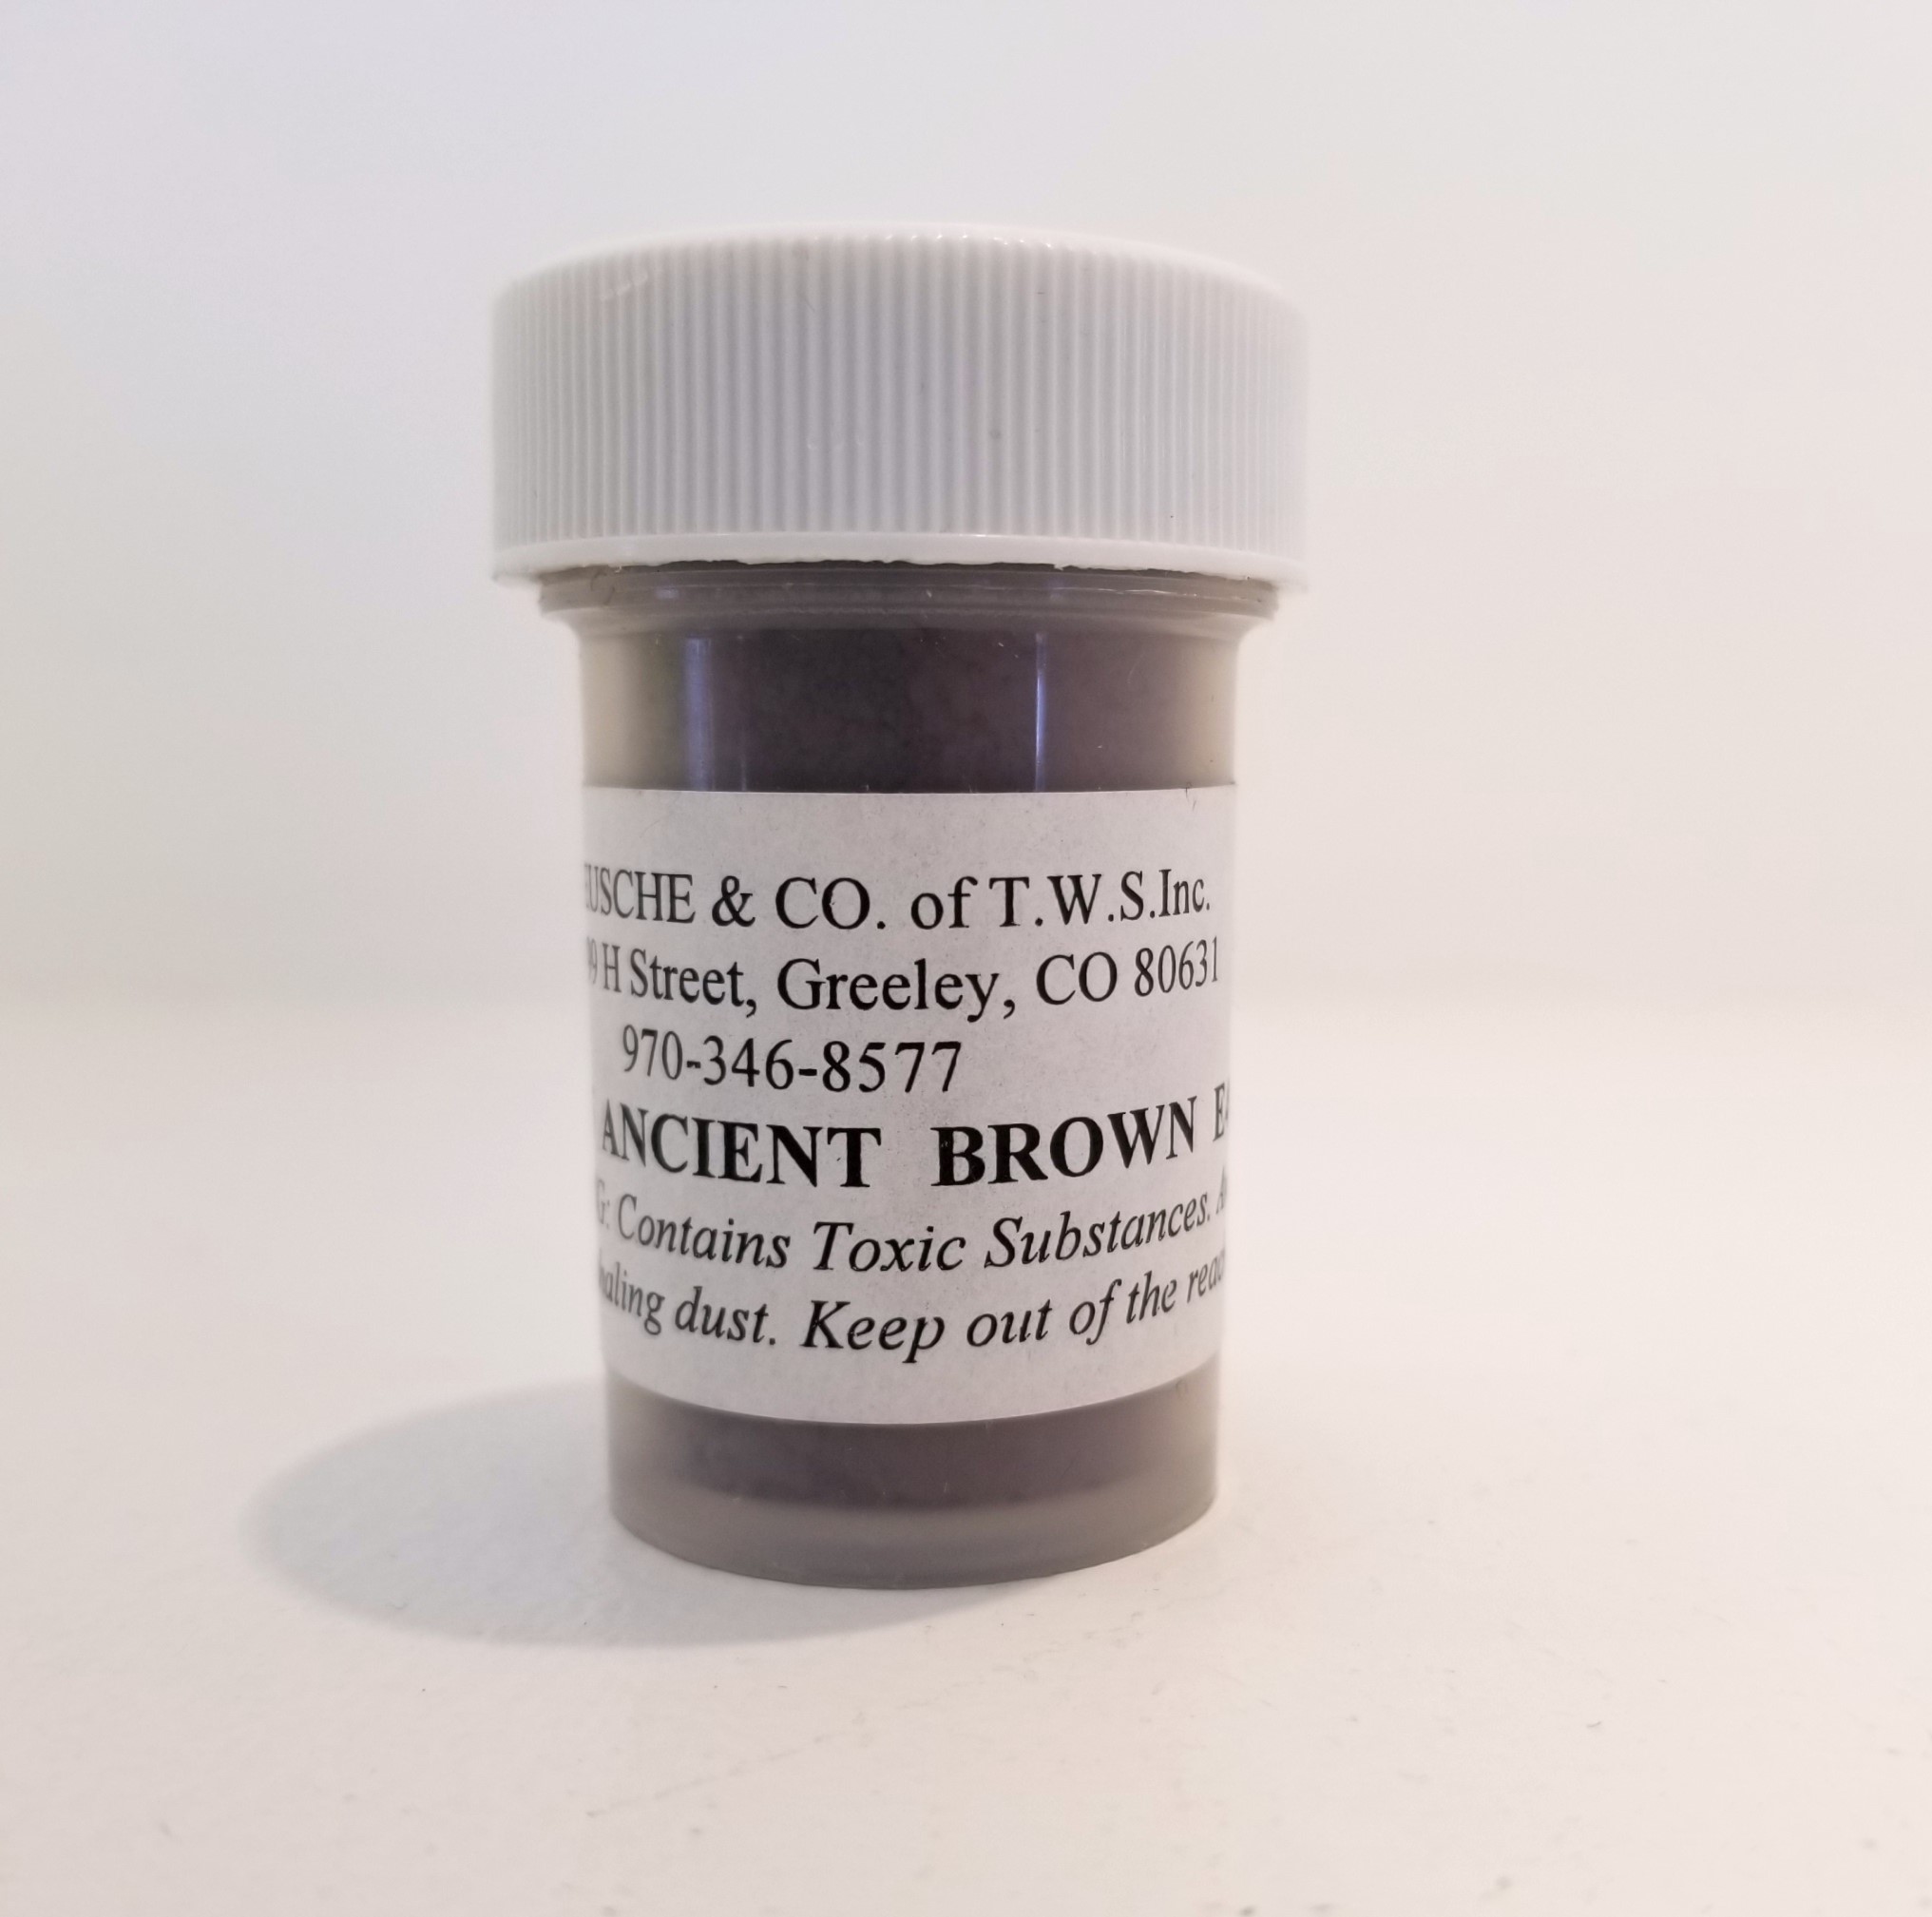 & CO. of T.W.S.Inc.
H Street, Greeley, CO 80631
970-346-8577
ANCIENT BROWN
Contains Toxic Substances.
dust. Keep out of the